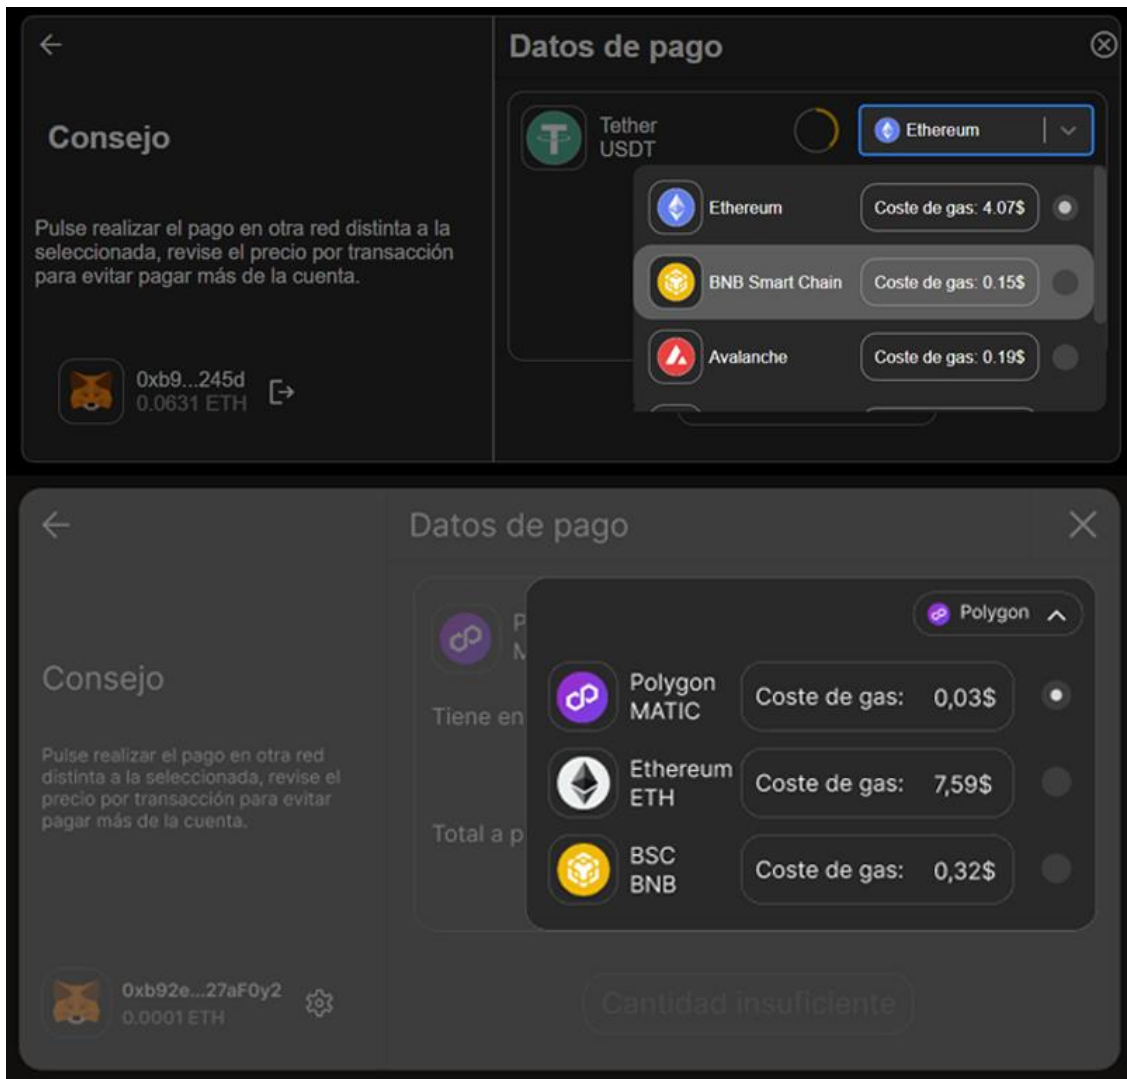 Datos de pago
Consejo
Pulse realizar el pago en otra red distinta a la
seleccionada, revise el precio por transacción
para evitar pagar más de la cuenta.
0xb9...245d
0.0631 ETH
Tether
USDT
Ethereum
Ethereum
Coste de gas: 4.07$
BNB Smart Chain
Coste de gas: 0.15$
Avalanche
Coste de gas: 0.19$
Datos de pago
Consejo
Pulse realizar el pago en otra red
distinta a la seleccionada, revise el
precio por transacción para evitar
pagar más de la cuenta.
0xb92e...27aF0y2
0.0001 ETH
P
M
Tiene en
Total a p
Polygon
Polygon
MATIC
Coste de gas: 0,03$
Ethereum
ETH
Coste de gas: 7,59$
BSC
BNB
Coste de gas: 0,32$
Cantidad insuficiente